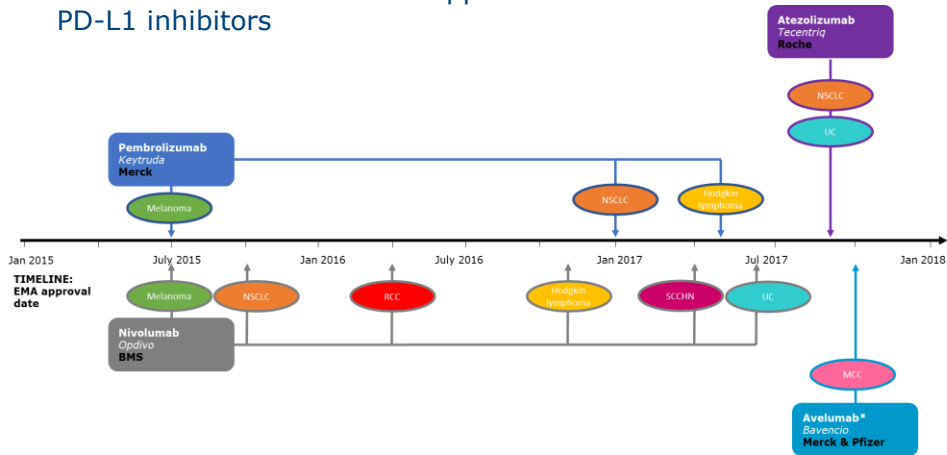 PD-L1 inhibitors
Atezolizumab
Tecentriq
Roche
NSCLC
UC
Pembrolizumab
Keytruda
Merck
Melanoma
NSCLC
Hodgkin
lymphoma
Jan 2015
July 2015
Jan 2016
July 2016
Jan 2017
Jul 2017
Jan 2018
TIMELINE:
EMA approval
date
Melanoma
NSCLC
RCC
Hodgkin
lymphoma
SCCHN
UC
Nivolumab
Opdivo
BMS
MCC
Avelumab*
Bavencio
Merck & Pfizer